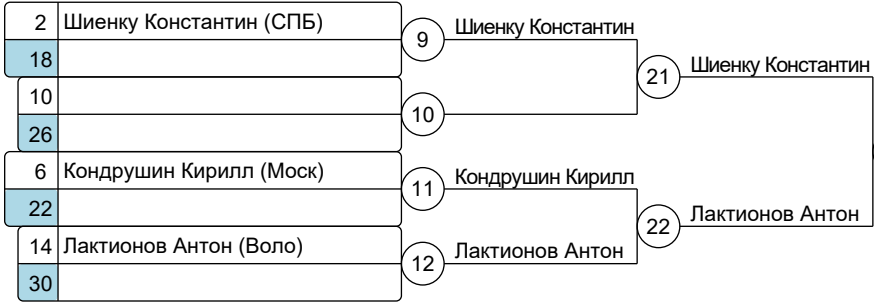 2 Шиенку Константин (СПБ)
18
9 Шиенку Константин
10
26
10
21 Шиенку Константин
6 Кондрушин Кирилл (Моск)
22
11 Кондрушин Кирилл
14 Лактионов Антон (Воло)
30
12 Лактионов Антон
22 Лактионов Антон